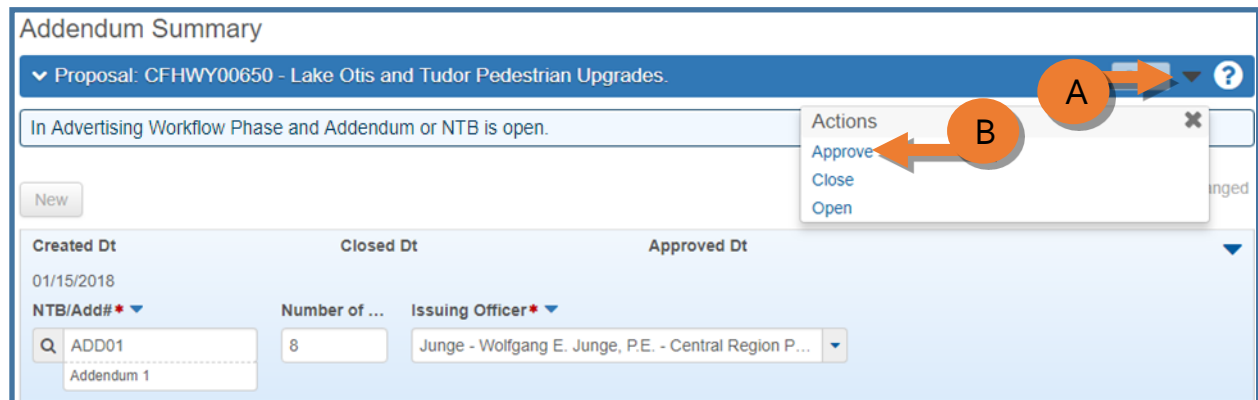 Addendum Summary
Proposal: CFHWY00650 - Lake Otis and Tudor Pedestrian Upgrades.
A
?
In Advertising Workflow Phase and Addendum or NTB is open.
Actions
B
Approve
Close
Open
New
Created Dt Closed Dt Approved Dt
01/15/2018
NTB/Add#* Number of ... Issuing Officer*
ADD01 8 Junge - Wolfgang E. Junge, P.E. - Central Region P...
Addendum 1